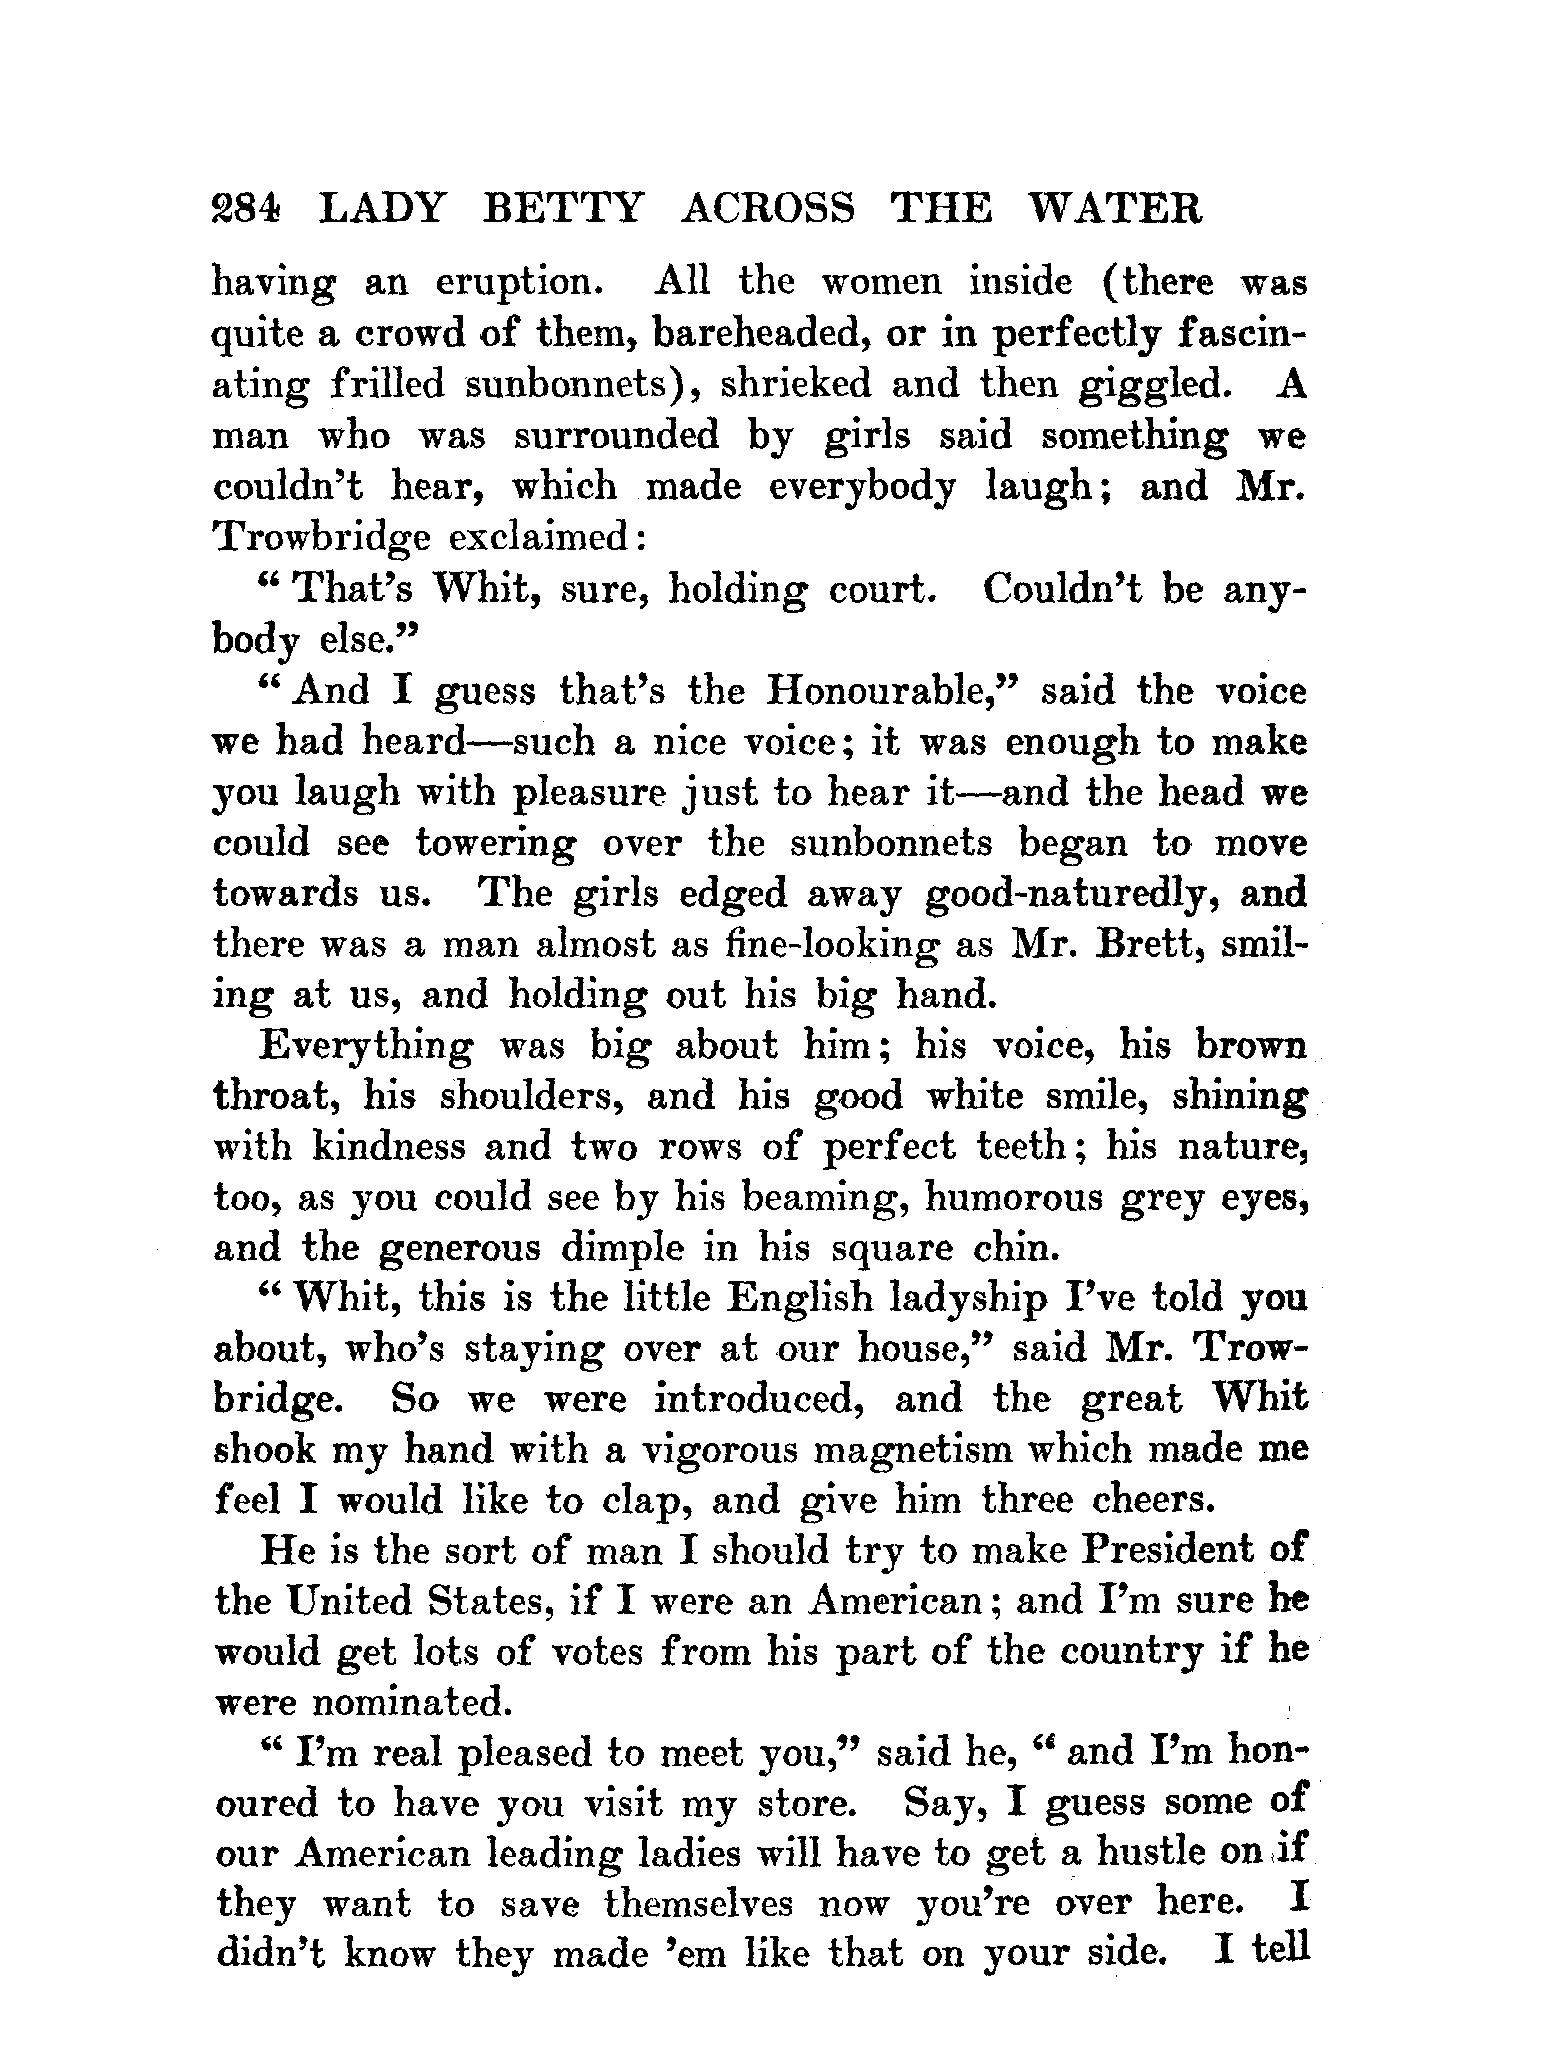 284 LADY BETTY ACROSS THE WATER
having an eruption. All the women inside (there was
quite a crowd of them, bareheaded, or in perfectly fascin-
ating frilled sunbonnets), shrieked and then giggled. A
man who was surrounded by girls said something we
couldn't hear, which made everybody laugh; and Mr.
Trowbridge exclaimed:
“That's Whit, sure, holding court. Couldn't be any-
body else.”
“And I guess that's the Honourable,” said the voice
we had heard—such a nice voice; it was enough to make
you laugh with pleasure just to hear it—and the head we
could see towering over the sunbonnets began to move
towards us. The girls edged away good-naturedly, and
there was a man almost as fine-looking as Mr. Brett, smil-
ing at us, and holding out his big hand.
Everything was big about him; his voice, his brown
throat, his shoulders, and his good white smile, shining
with kindness and two rows of perfect teeth; his nature,
too, as you could see by his beaming, humorous grey eyes,
and the generous dimple in his square chin.
“Whit, this is the little English ladyship I've told you
about, who's staying over at our house,” said Mr. Trow-
bridge. So we were introduced, and the great Whit
shook my hand with a vigorous magnetism which made me
feel I would like to clap, and give him three cheers.
He is the sort of man I should try to make President of
the United States, if I were an American; and I'm sure he
would get lots of votes from his part of the country if he
were nominated.
“I'm real pleased to meet you,” said he, “and I'm hon-
oured to have you visit my store. Say, I guess some of
our American leading ladies will have to get a hustle on if
they want to save themselves now you're over here. I
didn't know they made 'em like that on your side. I tell